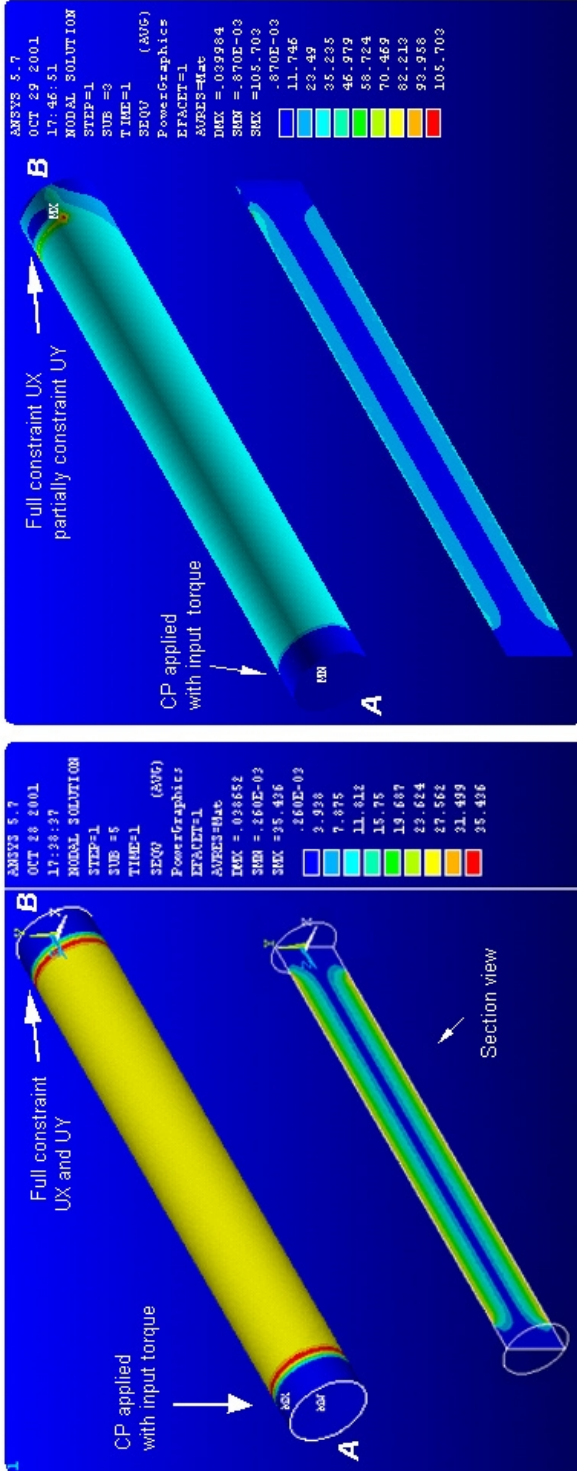 1
ANSYS 5.7
OCT 28 2001
17:38:37
NODAL SOLUTION
STEP=1
SUB =5
TIME=1
SEQV (AVG)
PowerGraphics
EFACET=1
AVRES=Mat
DMX =.038652
SMN =.260E-03
SMX =35.436
.260E-03
3.938
7.875
11.812
15.75
19.687
23.624
27.562
31.499
35.436
CP applied
with input torque
Full constraint
UX and UY
B
Y
X
Z
MX
MN
A
Y
X
Z
Section view
ANSYS 5.7
OCT 29 2001
17:46:51
NODAL SOLUTION
STEP=1
SUB =3
TIME=1
SEQV (AVG)
PowerGraphics
EFACET=1
AVRES=Mat
DMX =.039984
SMN =.870E-03
SMX =105.703
.870E-03
11.746
23.49
35.235
46.979
58.724
70.469
82.213
93.958
105.703
Full constraint UX
partially constraint UY
B
MX
CP applied
with input torque
MN
A